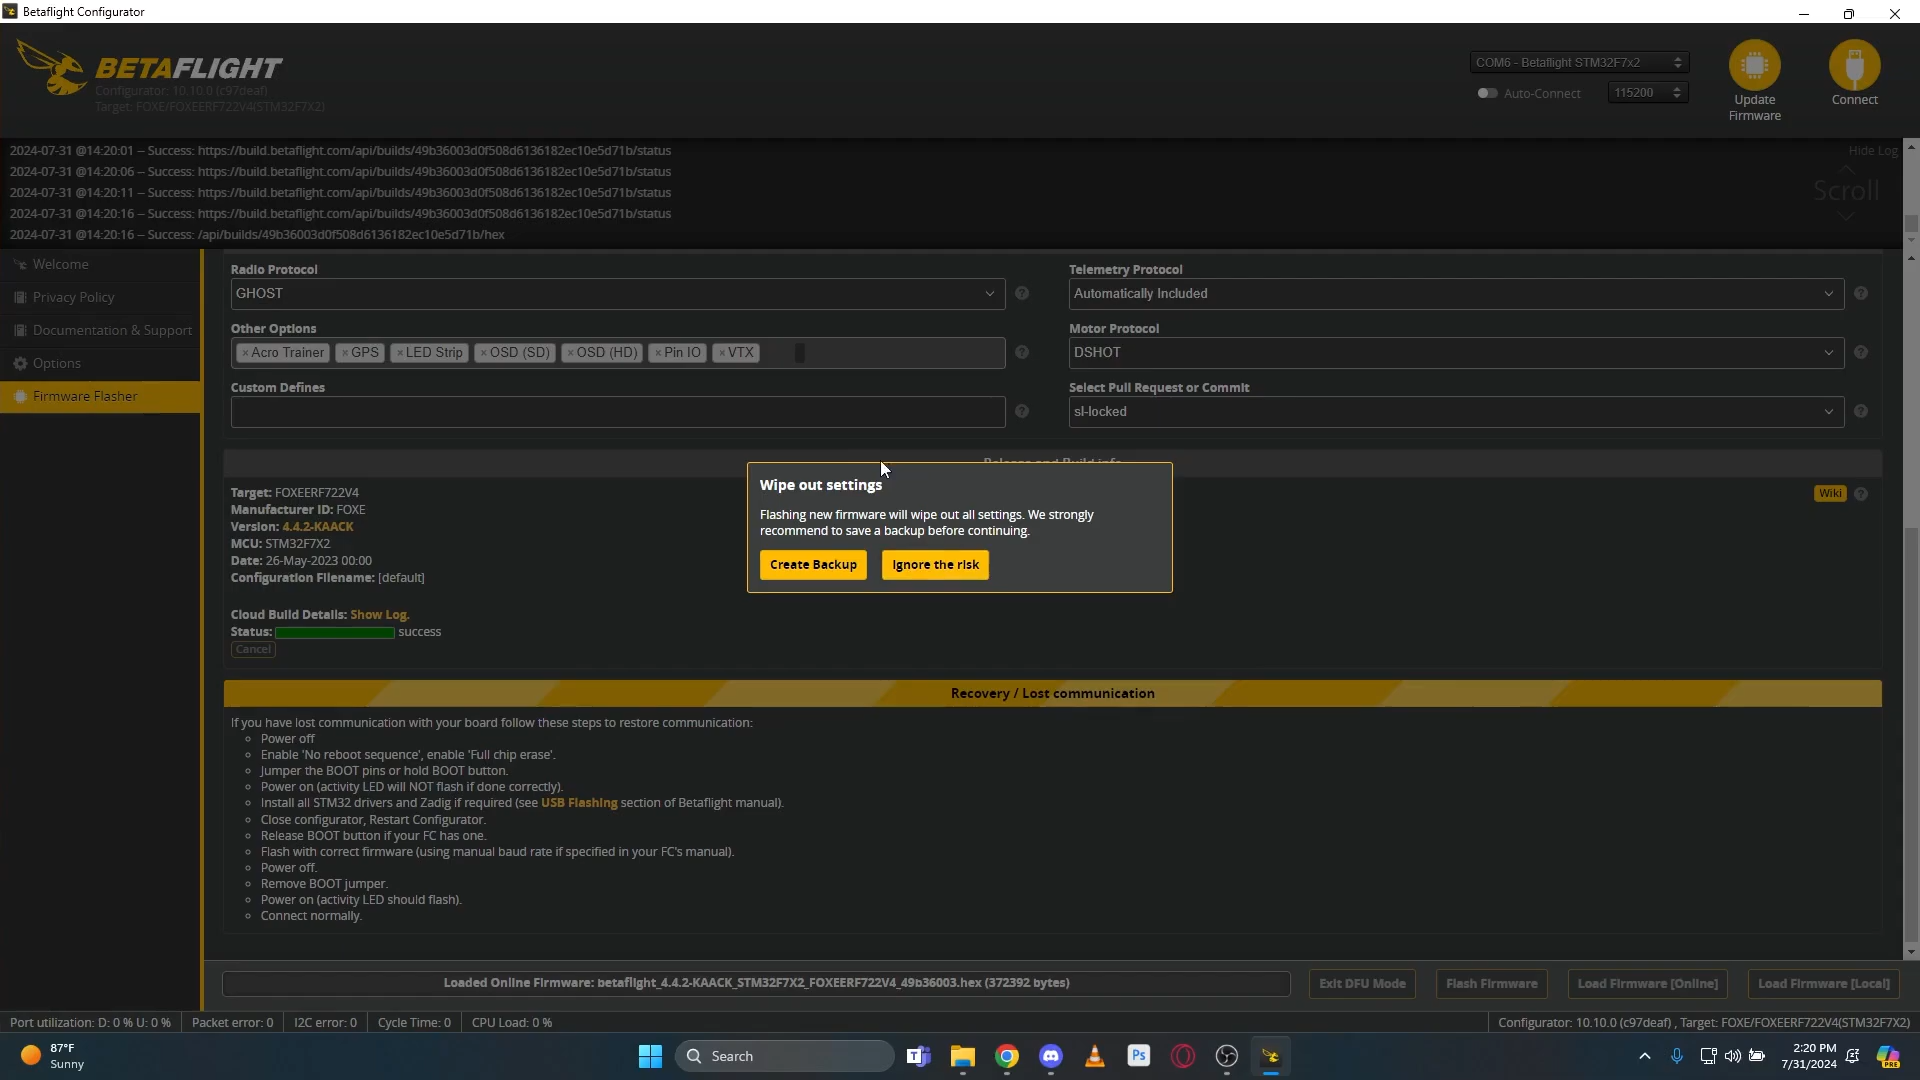 Betaflight Configurator
BETAFLIGHT
Configurator: 10.10.0 (c97deaf)
Target: FOXE/FOXEERF722V4(STM32F7X2)
COM6 - Betaflight STM32F7x2
Auto-Connect
115200
Update
Firmware
Connect
2024-07-31 @14:20:01 -- Success: https://build.betaflight.com/api/builds/49b36003d0f508d6136182ec10e5d71b/status
2024-07-31 @14:20:06 -- Success: https://build.betaflight.com/api/builds/49b36003d0f508d6136182ec10e5d71b/status
2024-07-31 @14:20:11 -- Success: https://build.betaflight.com/api/builds/49b36003d0f508d6136182ec10e5d71b/status
2024-07-31 @14:20:16 -- Success: https://build.betaflight.com/api/builds/49b36003d0f508d6136182ec10e5d71b/status
2024-07-31 @14:20:16 -- Success: /api/builds/49b36003d0f508d6136182ec10e5d71b/hex
Hide Log
Scroll
Welcome
Privacy Policy
Documentation & Support
Options
Firmware Flasher
Radio Protocol
GHOST
Telemetry Protocol
Automatically Included
Other Options
× Acro Trainer × GPS × LED Strip × OSD (SD) × OSD (HD) × Pin IO × VTX
Motor Protocol
DSHOT
Custom Defines
Select Pull Request or Commit
sl-locked
Release and Build info
Target: FOXEERF722V4
Manufacturer ID: FOXE
Version: 4.4.2-KAACK
MCU: STM32F7X2
Date: 26-May-2023 00:00
Configuration Filename: [default]
Wiki
Cloud Build Details: Show Log.
Status: success
Cancel
Wipe out settings
Flashing new firmware will wipe out all settings. We strongly
recommend to save a backup before continuing.
Create Backup
Ignore the risk
Recovery / Lost communication
If you have lost communication with your board follow these steps to restore communication:
Power off
Enable 'No reboot sequence', enable 'Full chip erase'.
Jumper the BOOT pins or hold BOOT button.
Power on (activity LED will NOT flash if done correctly).
Install all STM32 drivers and Zadig if required (see USB Flashing section of Betaflight manual).
Close configurator, Restart Configurator.
Release BOOT button if your FC has one.
Flash with correct firmware (using manual baud rate if specified in your FC's manual).
Power off.
Remove BOOT jumper.
Power on (activity LED should flash).
Connect normally.
Loaded Online Firmware: betaflight_4.4.2-KAACK_STM32F7X2_FOXEERF722V4_49b36003.hex (372392 bytes)
Exit DFU Mode
Flash Firmware
Load Firmware [Online]
Load Firmware [Local]
Port utilization: D: 0 % U: 0 %
Packet error: 0
I2C error: 0
Cycle Time: 0
CPU Load: 0 %
Configurator: 10.10.0 (c97deaf) , Target: FOXE/FOXEERF722V4(STM32F7X2)
87°F
Sunny
Search
Ps
PRE
2:20 PM
7/31/2024